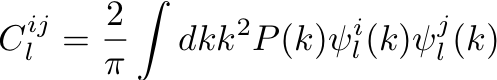 $C_l^{ij} = \frac{2}{\pi} \int dk k^2 P(k) \psi_l^i(k) \psi_l^j(k)$